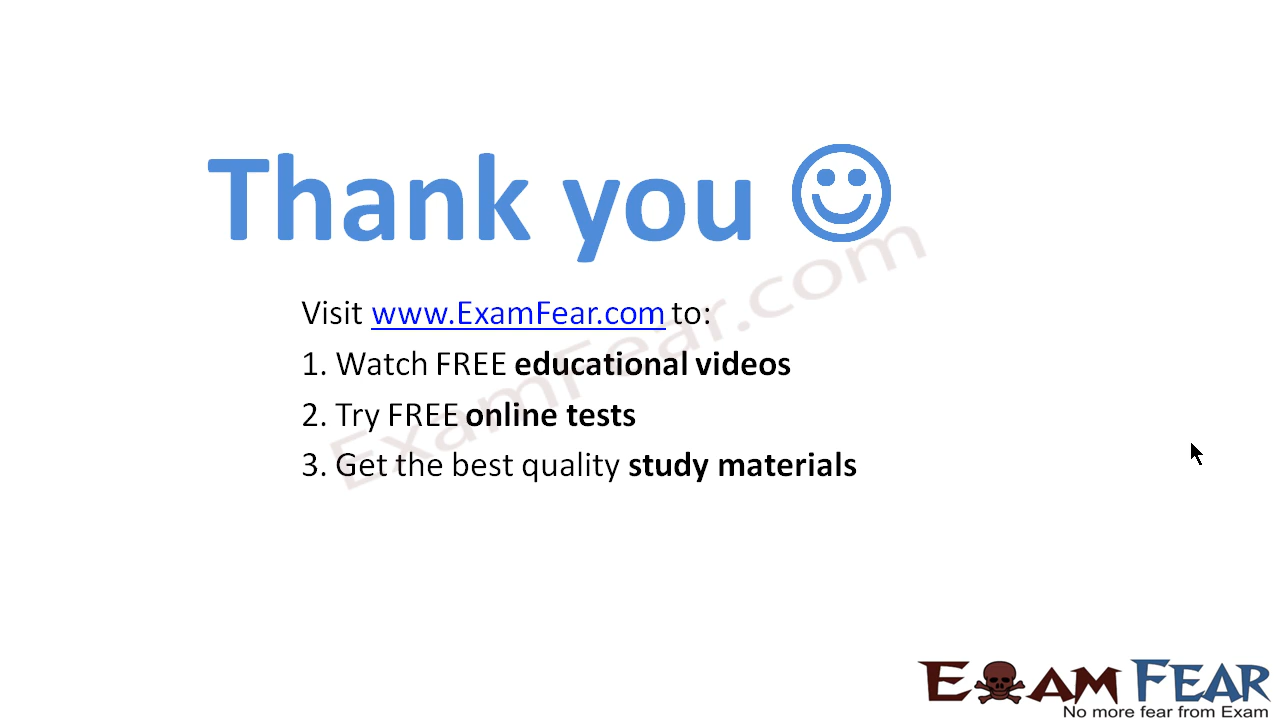 Thank you
Visit www.ExamFear.com to:
1. Watch FREE educational videos
2. Try FREE online tests
3. Get the best quality study materials
ExamFear.com
EXAM FEAR
No more fear from Exam